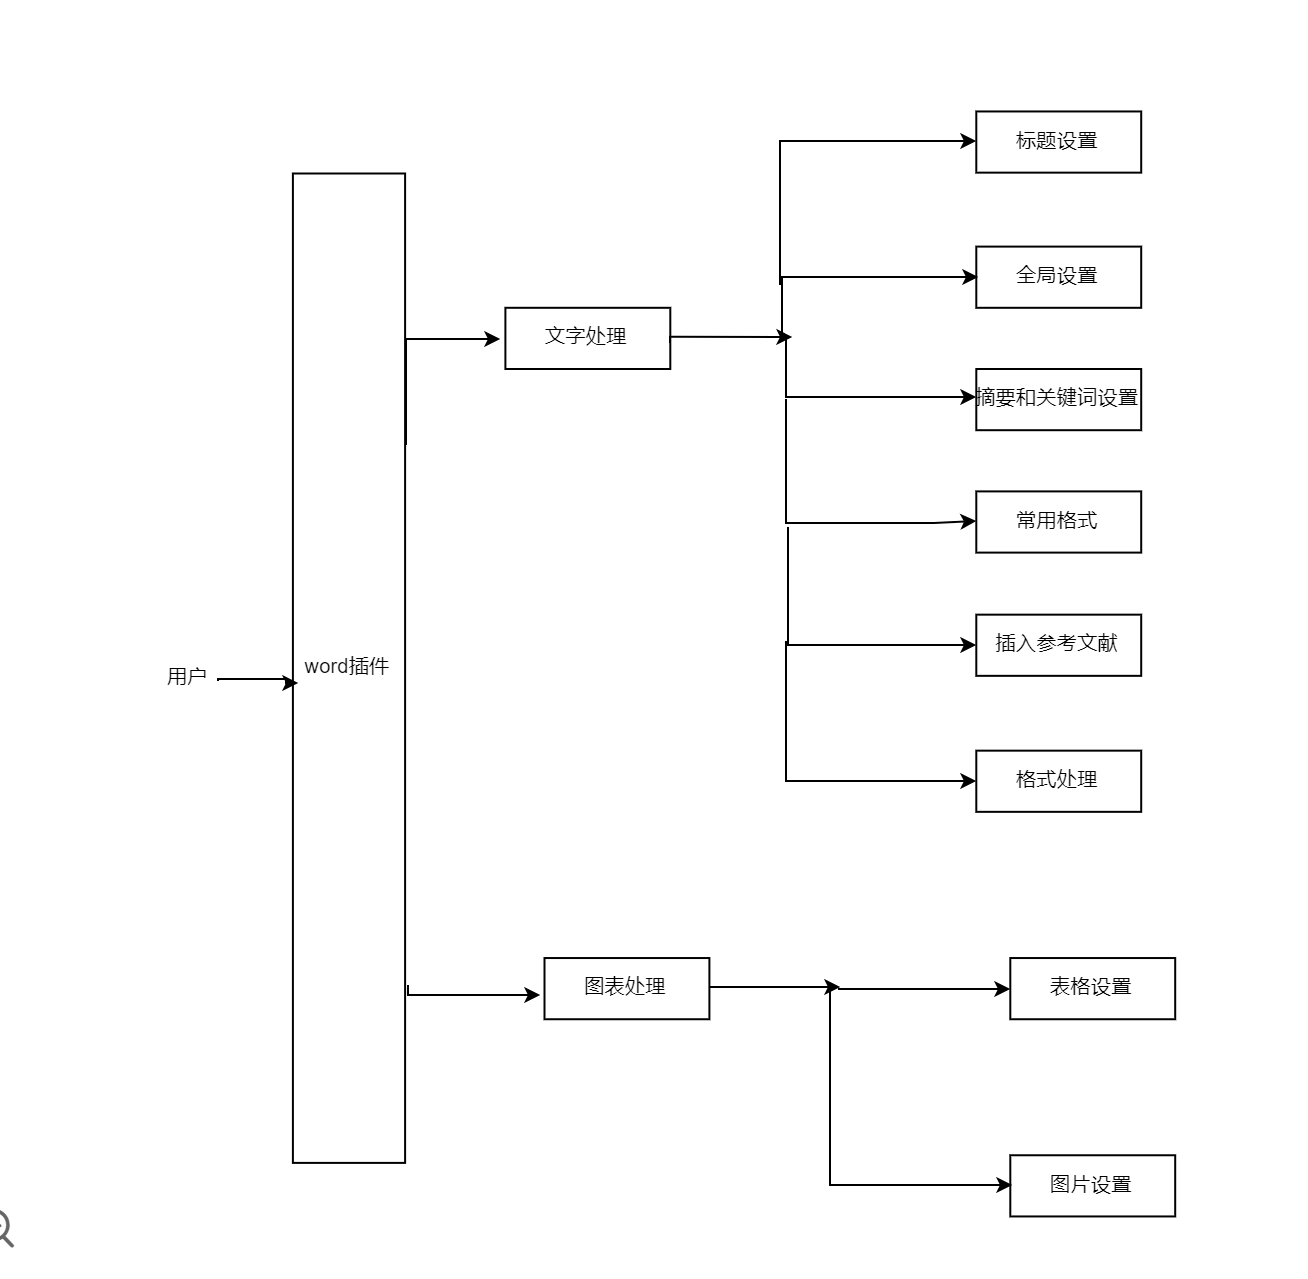 标题设置
全局设置
文字处理
摘要和关键词设置
常用格式
插入参考文献
用户
word插件
格式处理
图表处理
表格设置
图片设置